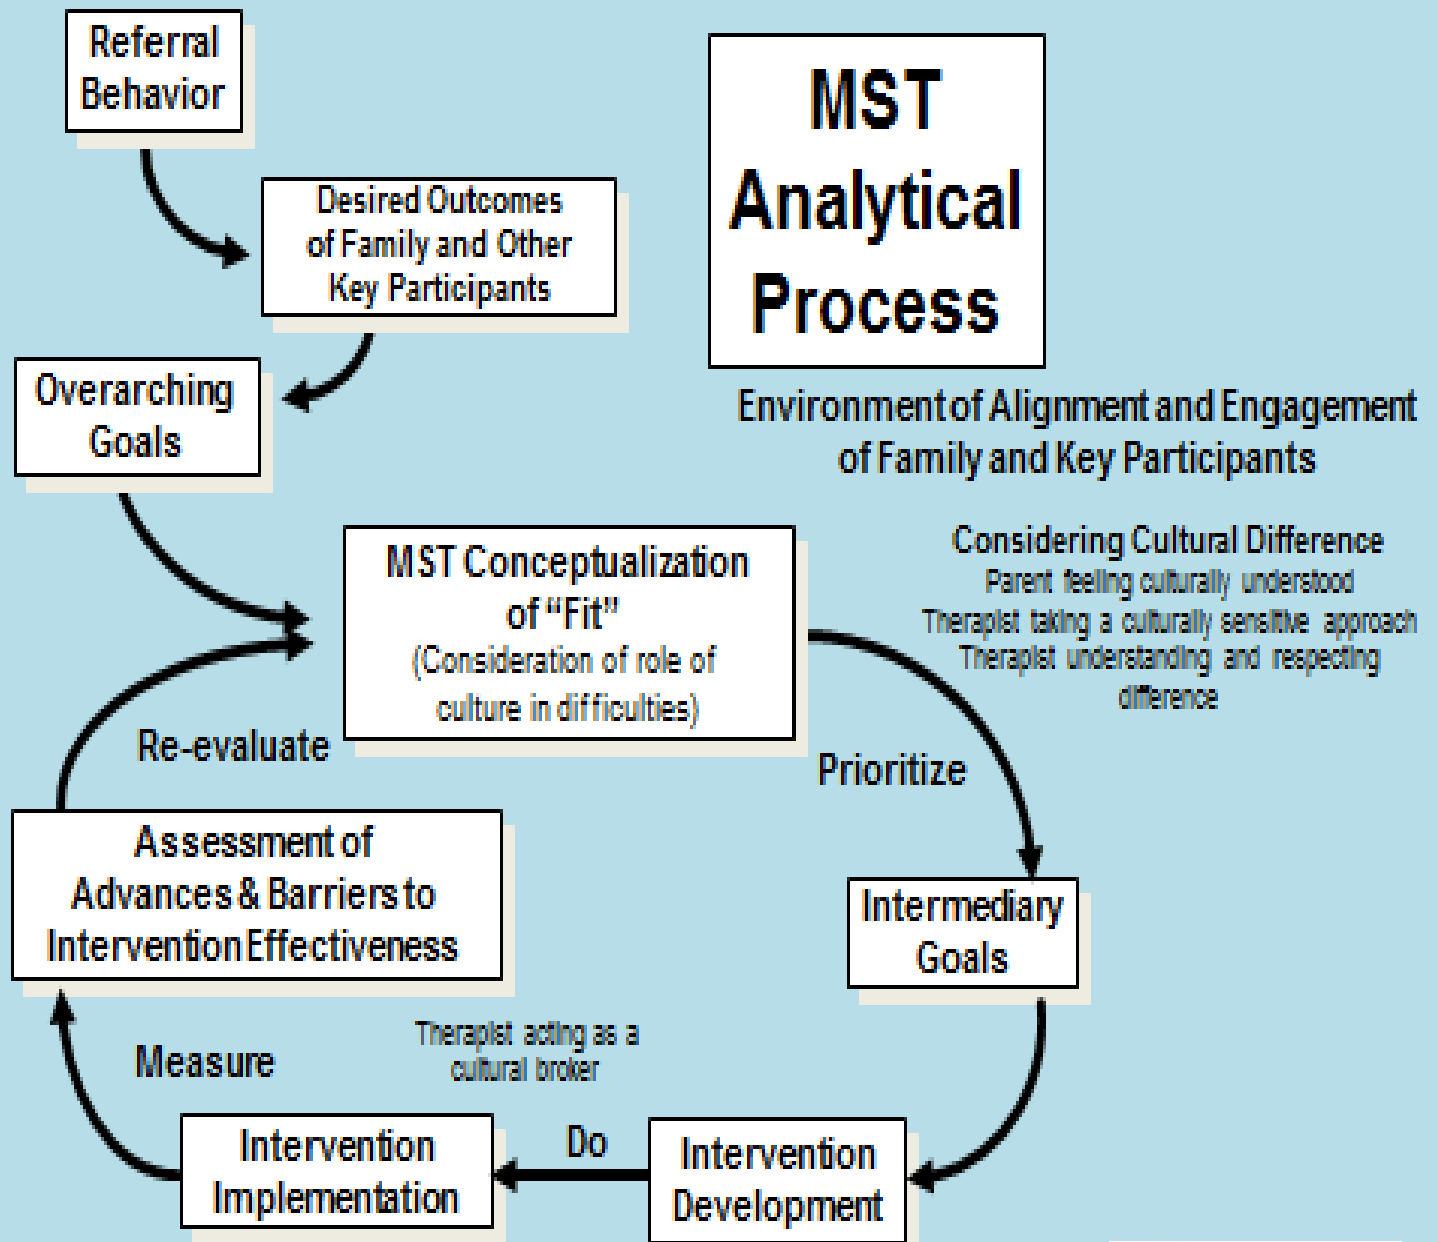 Referral
Behavior
MST
Analytical
Process
Desired Outcomes
of Family and Other
Key Participants
Overarching
Goals
Environment of Alignment and Engagement
of Family and Key Participants
Considering Cultural Difference
Parent feeling culturally understood
Therapist taking a culturally sensitive approach
Therapist understanding and respecting
difference
MST Conceptualization
of “Fit”
(Consideration of role of
culture in difficulties)
Re-evaluate
Prioritize
Assessment of
Advances & Barriers to
Intervention Effectiveness
Intermediary
Goals
Therapist acting as a
cultural broker
Measure
Do
Intervention
Implementation
Intervention
Development